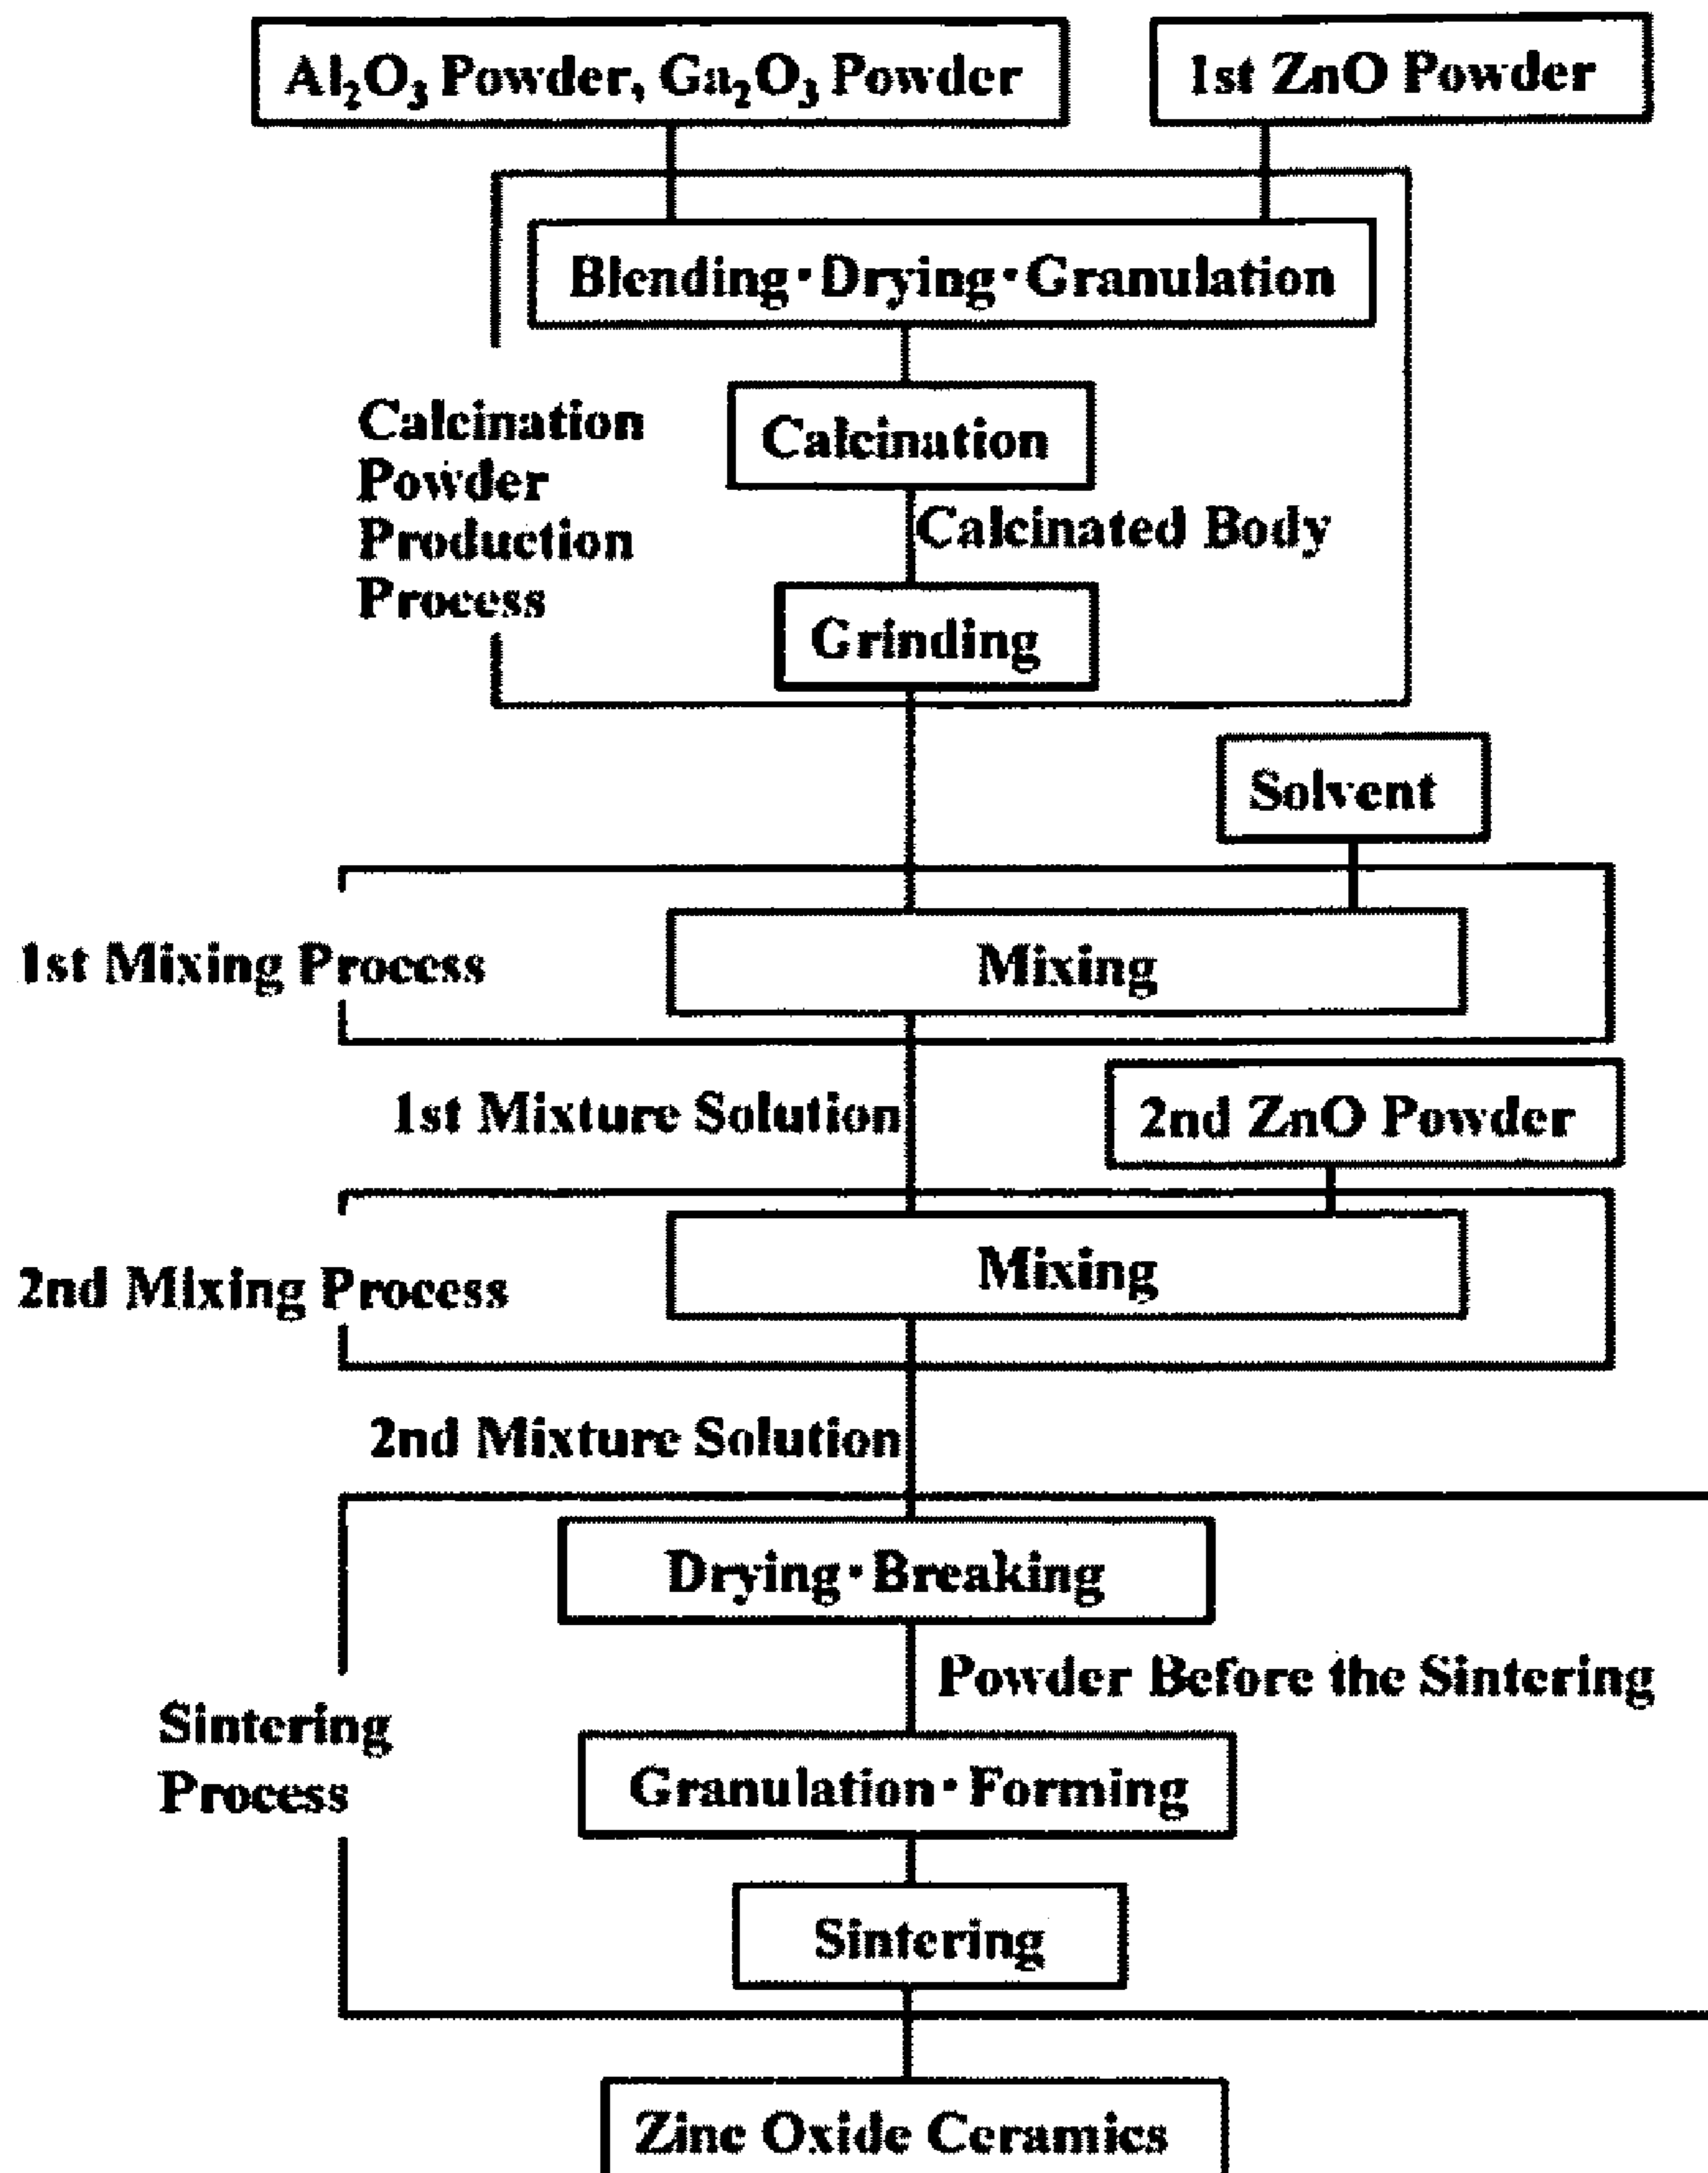 Al₂O₃ Powder, Ga₂O₃ Powder
1st ZnO Powder
Blending・Drying・Granulation
Calcination
Powder
Production
Process
Calcination
Calcinated Body
Grinding
Solvent
1st Mixing Process
Mixing
1st Mixture Solution
2nd ZnO Powder
2nd Mixing Process
Mixing
2nd Mixture Solution
Drying・Breaking
Powder Before the Sintering
Sintering
Process
Granulation・Forming
Sintering
Zinc Oxide Ceramics